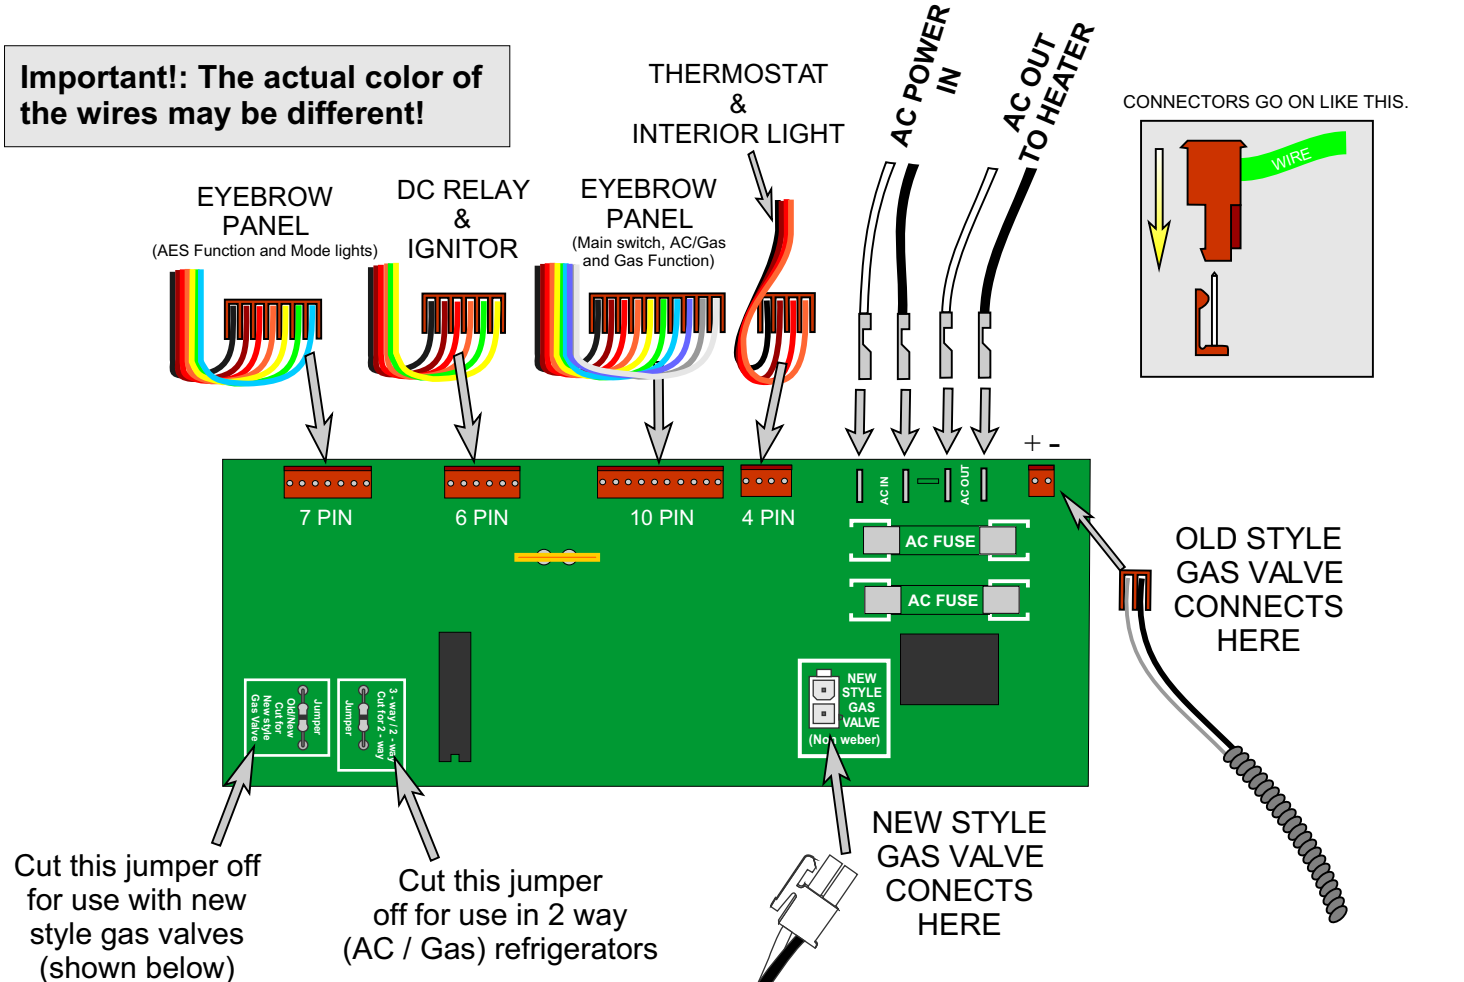 Important!: The actual color of
the wires may be different!
EYEBROW
PANEL
(AES Function and Mode lights)
DC RELAY
&
IGNITOR
EYEBROW
PANEL
(Main switch, AC/Gas
and Gas Function)
THERMOSTAT
&
INTERIOR LIGHT
AC POWER
IN
AC OUT
TO HEATER
CONNECTORS GO ON LIKE THIS.
WIRE
+ -
7 PIN
6 PIN
10 PIN
4 PIN
AC IN
AC OUT
AC FUSE
AC FUSE
OLD STYLE
GAS VALVE
CONNECTS
HERE
Jumper
Old/New
Cut for
New style
Gas Valve
3 - way / 2 - way
Cut for 2 - way
Jumper
NEW
STYLE
GAS
VALVE
(Non weber)
NEW STYLE
GAS VALVE
CONECTS
HERE
Cut this jumper off
for use with new
style gas valves
(shown below)
Cut this jumper
off for use in 2 way
(AC / Gas) refrigerators